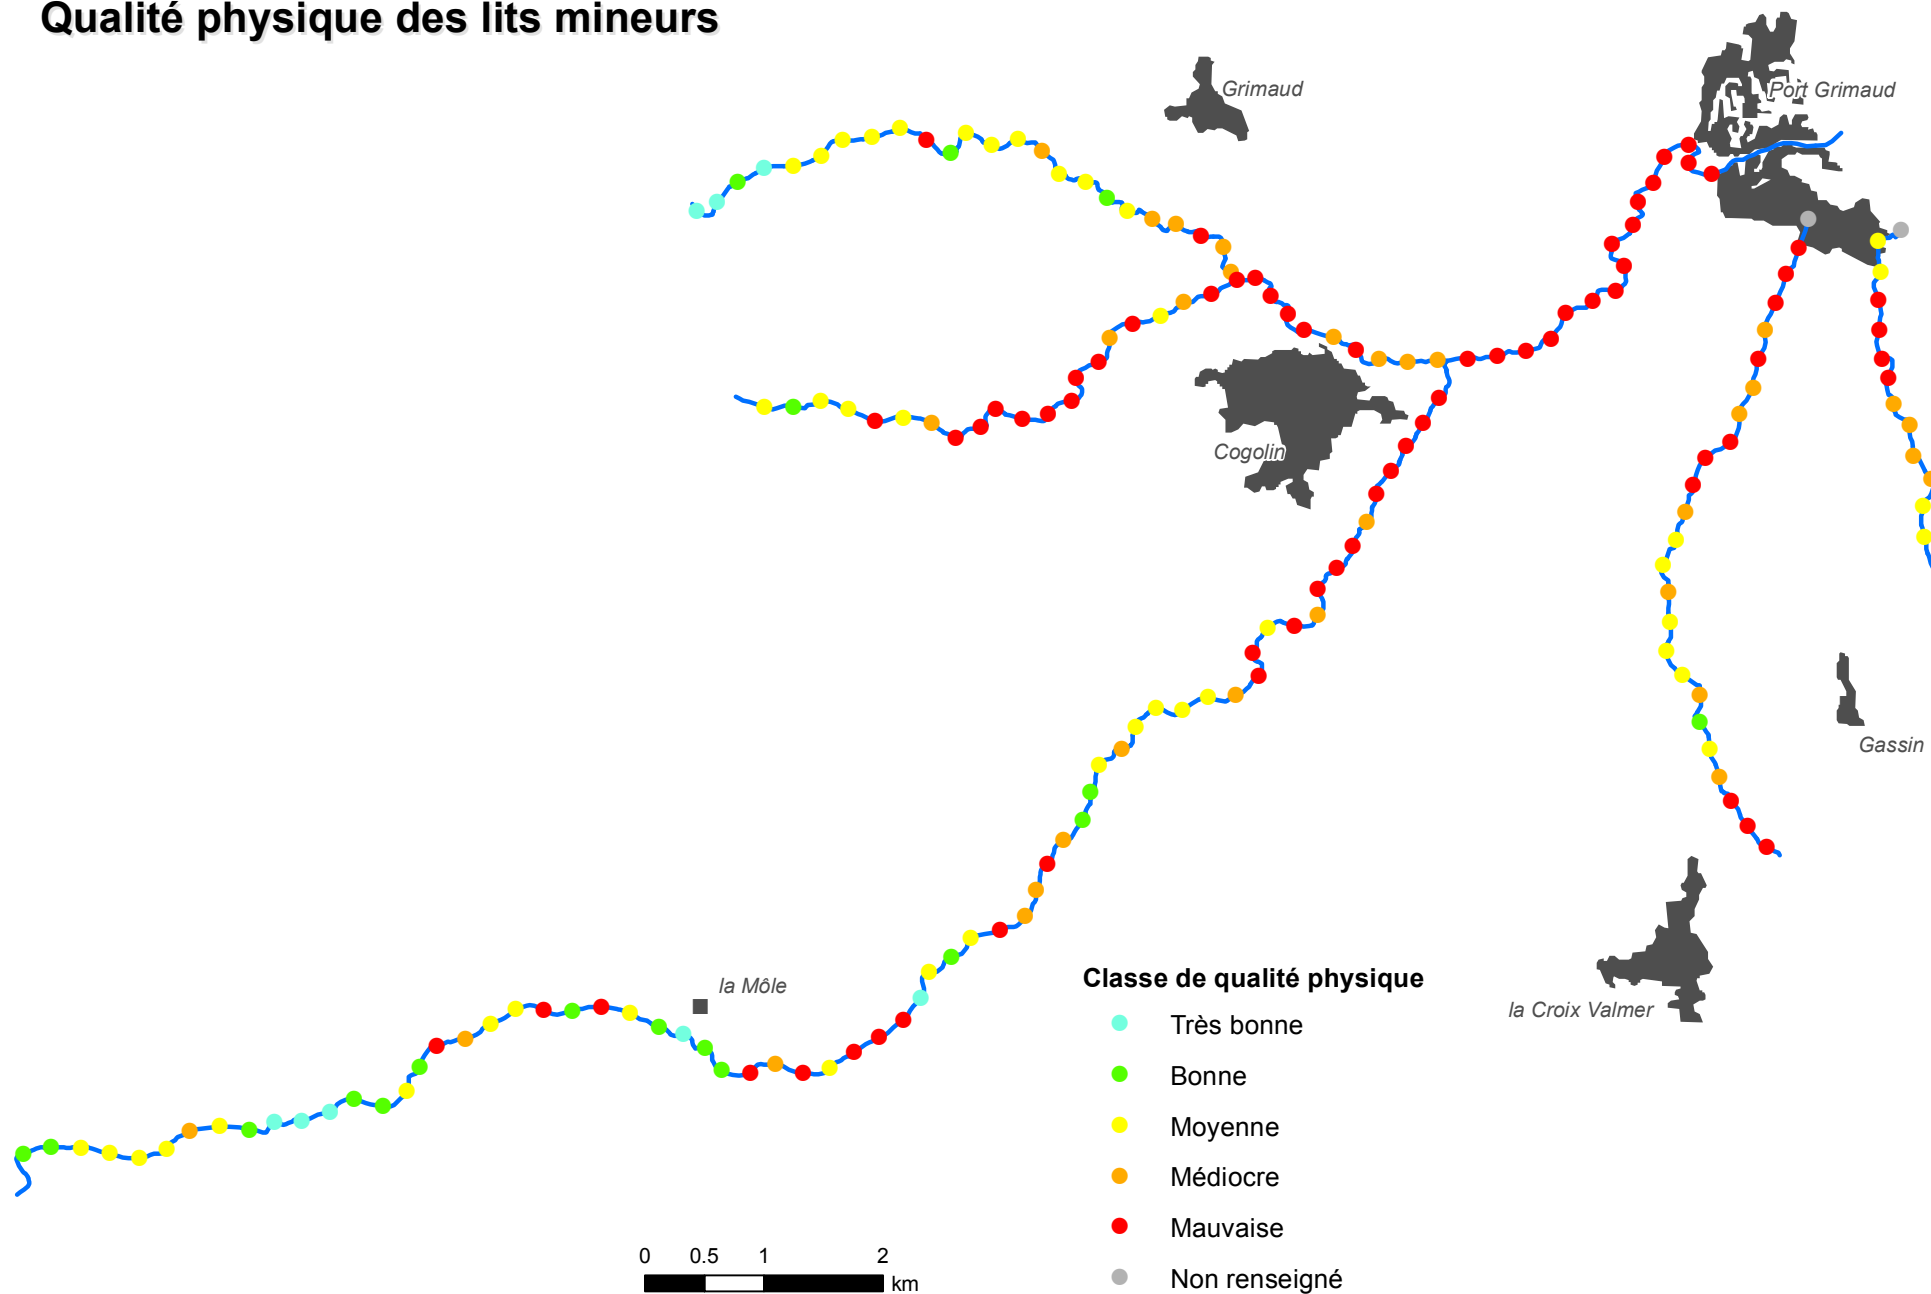 Qualité physique des lits mineurs
Grimaud
Port Grimaud
Cogolin
Gassin
la Môle
la Croix Valmer
Classe de qualité physique
Très bonne
Bonne
Moyenne
Médiocre
Mauvaise
Non renseigné
0 0.5 1 2
km